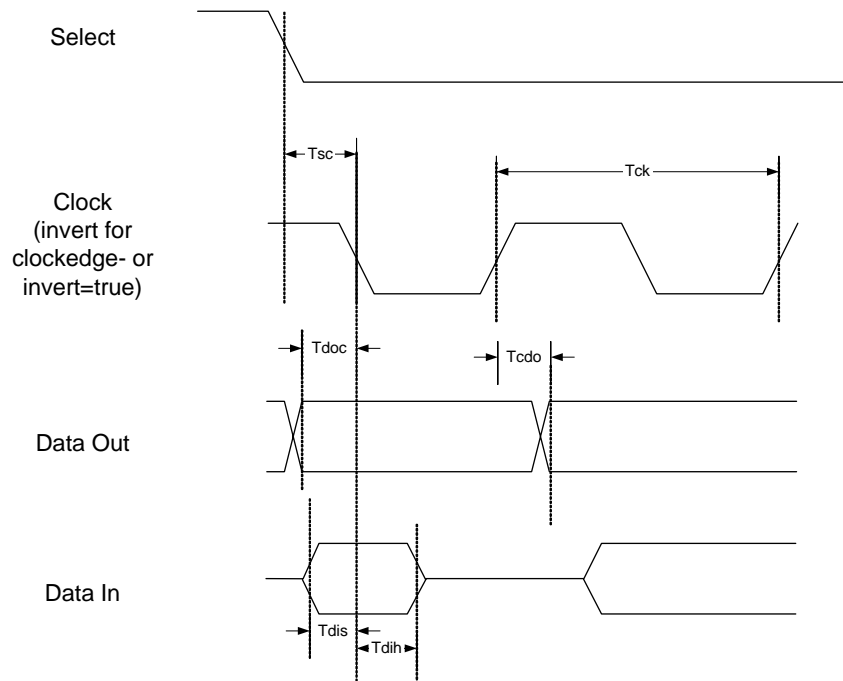 Select
Tsc
Tck
Clock
(invert for
clockedge- or
invert=true)
Tdoc
Tcdo
Data Out
Data In
Tdis
Tdih